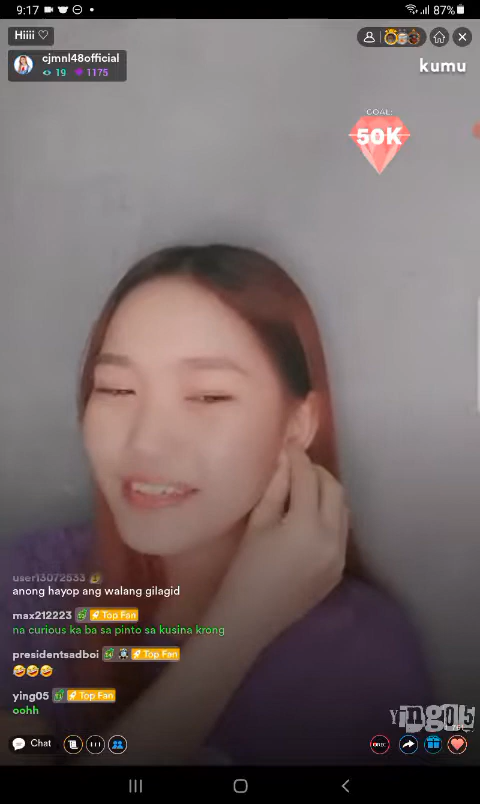 9:17
87%
Hiiii ♡
cjmnl48official
19 1175
kumu
GOAL:
50K
user13072533
anong hayop ang walang gilagid
max212223 Top Fan
na curious ka ba sa pinto sa kusina krong
presidentsadboi Top Fan
🤣🤣🤣
ying05 Top Fan
oohh
YiNGO15
Chat